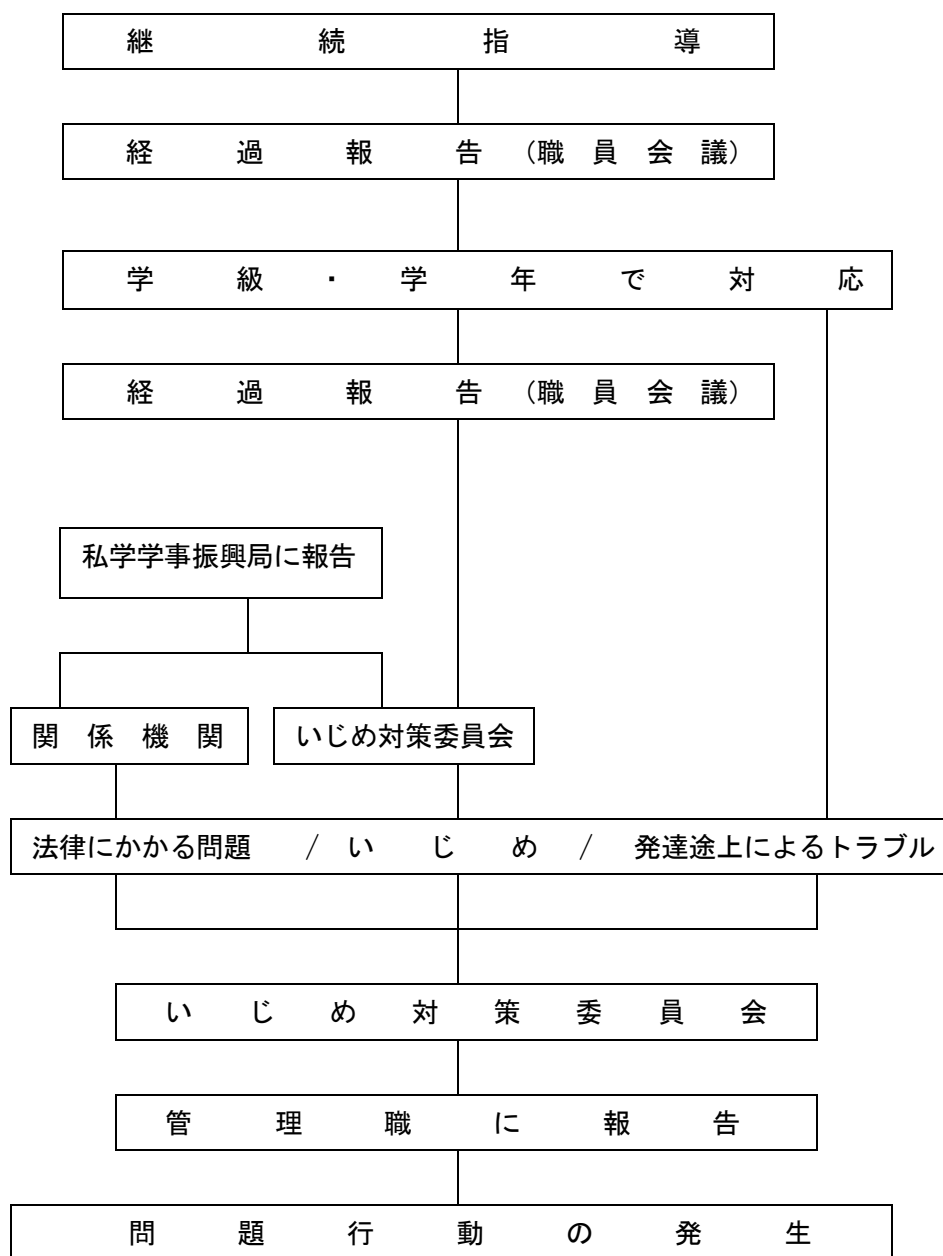 継続指導
経過報告（職員会議）
学級・学年で対応
経過報告（職員会議）
私学学事振興局に報告
関係機関
いじめ対策委員会
法律にかかる問題 / いじめ / 発達途上によるトラブル
いじめ対策委員会
管理職に報告
問題行動の発生